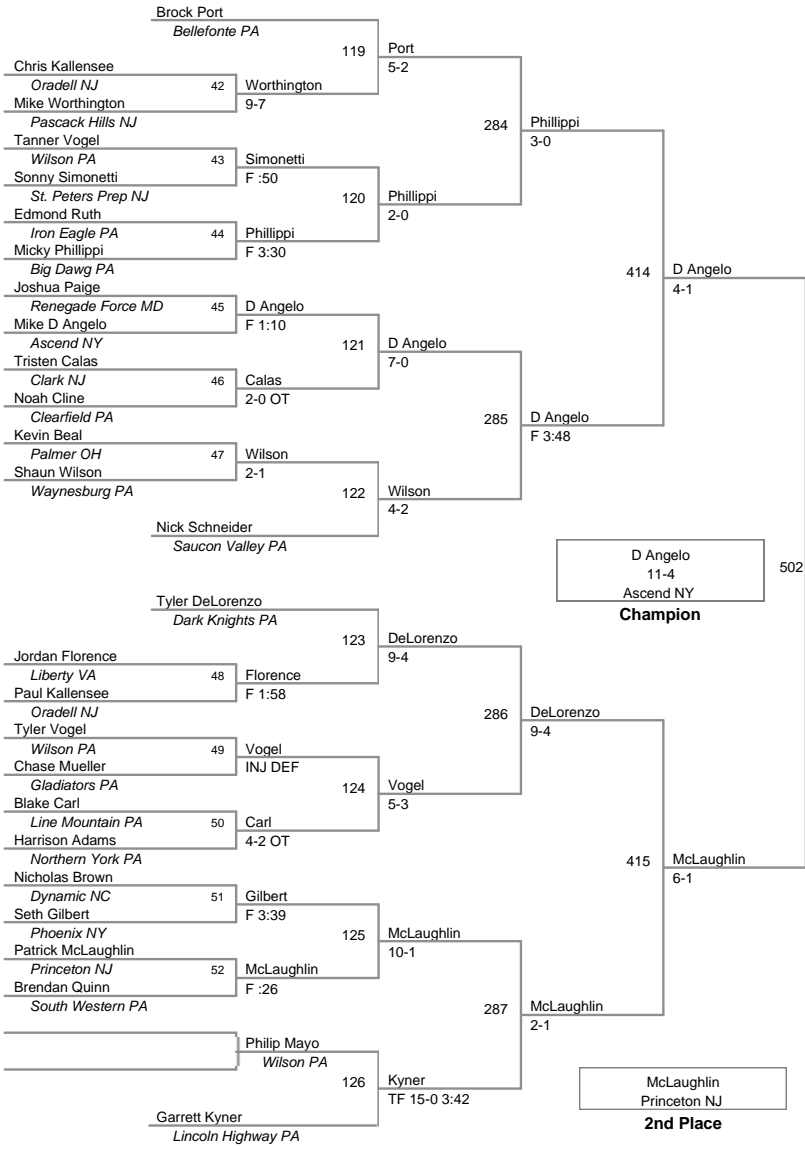 Brock Port
Bellefonte PA
119 Port
5-2
Chris Kallensee
Oradell NJ 42 Worthington
Mike Worthington 9-7
Pascack Hills NJ
284 Phillippi
3-0
Tanner Vogel
Wilson PA 43 Simonetti
Sonny Simonetti F :50
St. Peters Prep NJ
120 Phillippi
2-0
Edmond Ruth
Iron Eagle PA 44 Phillippi
Micky Phillippi F 3:30
Big Dawg PA
414 D Angelo
4-1
Joshua Paige
Renegade Force MD 45 D Angelo
Mike D Angelo F 1:10
Ascend NY
121 D Angelo
7-0
Tristen Calas
Clark NJ 46 Calas
Noah Cline 2-0 OT
Clearfield PA
285 D Angelo
F 3:48
Kevin Beal
Palmer OH 47 Wilson
Shaun Wilson 2-1
Waynesburg PA
122 Wilson
4-2
Nick Schneider
Saucon Valley PA
D Angelo
11-4
Ascend NY
Champion
502
Tyler DeLorenzo
Dark Knights PA
123 DeLorenzo
9-4
Jordan Florence
Liberty VA 48 Florence
Paul Kallensee F 1:58
Oradell NJ
286 DeLorenzo
9-4
Tyler Vogel
Wilson PA 49 Vogel
Chase Mueller INJ DEF
Gladiators PA
124 Vogel
5-3
Blake Carl
Line Mountain PA 50 Carl
Harrison Adams 4-2 OT
Northern York PA
415 McLaughlin
6-1
Nicholas Brown
Dynamic NC 51 Gilbert
Seth Gilbert F 3:39
Phoenix NY
125 McLaughlin
10-1
Patrick McLaughlin
Princeton NJ 52 McLaughlin
Brendan Quinn F :26
South Western PA
287 McLaughlin
2-1
Philip Mayo
Wilson PA
126 Kyner
TF 15-0 3:42
Garrett Kyner
Lincoln Highway PA
McLaughlin
Princeton NJ
2nd Place